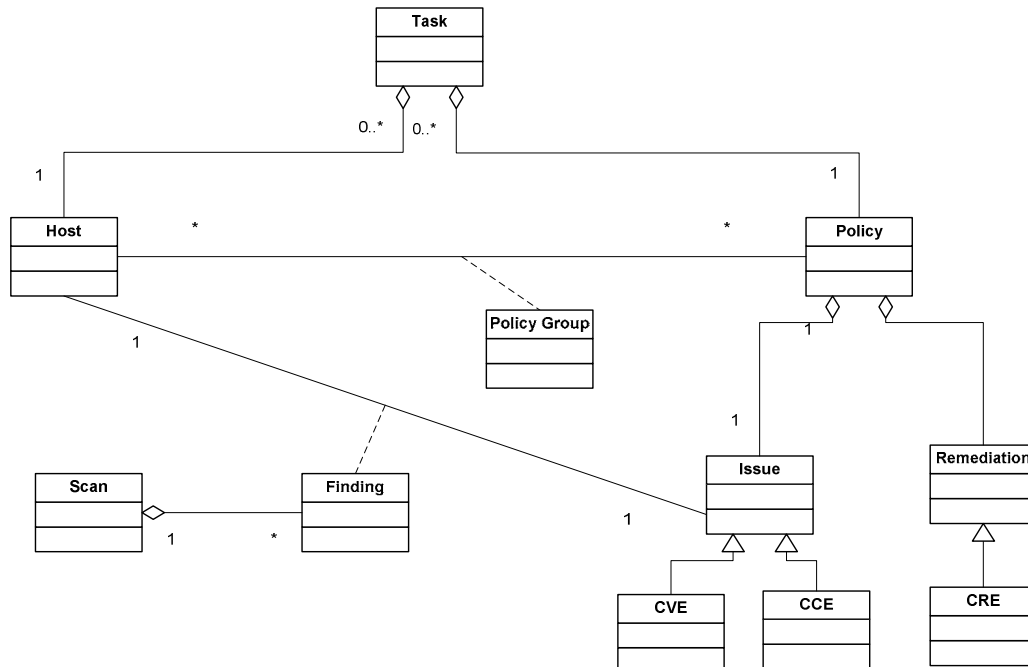 Task
0..*
0..*
1
1
Host
*
*
Policy
Policy Group
1
1
1
Issue
Remediation
Scan
Finding
1
*
1
CVE
CCE
CRE